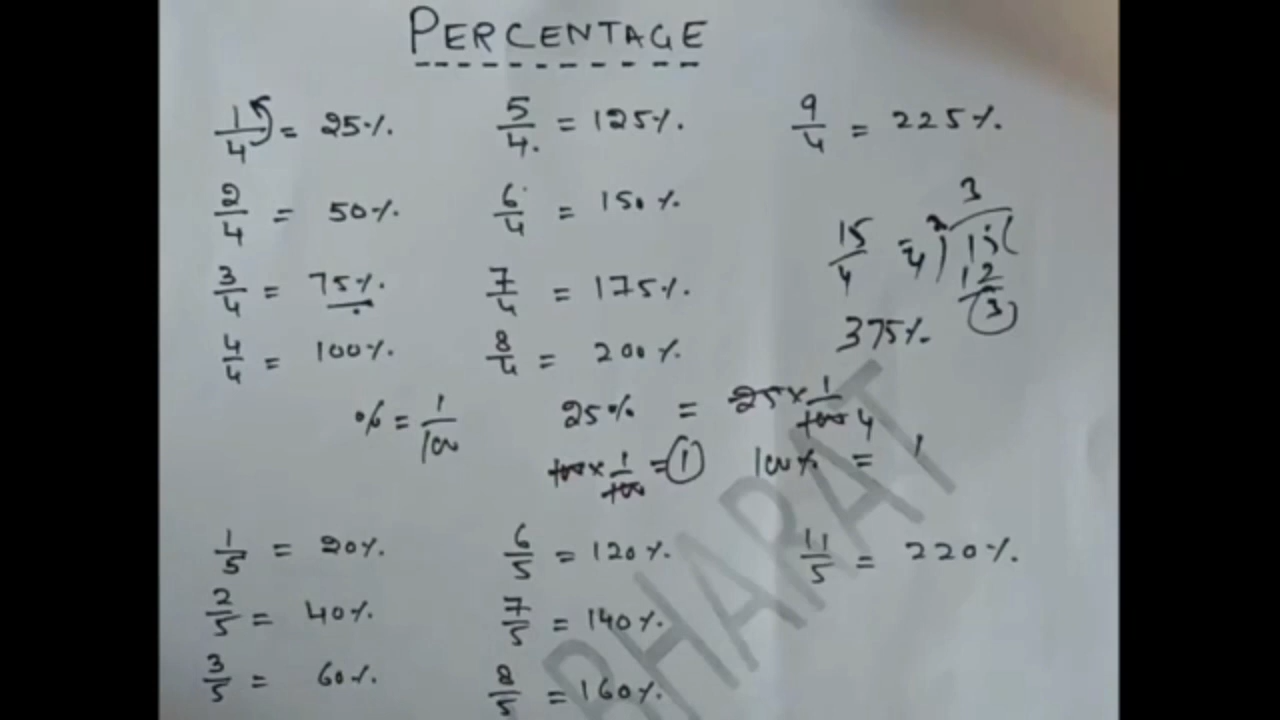 PERCENTAGE
1/4 = 25% 5/4 = 125% 9/4 = 225%
2/4 = 50% 6/4 = 150% 3
15/4 = 4) 15 (
3/4 = 75% 7/4 = 175% 12
3
375%
4/4 = 100% 8/4 = 200%
% = 1/100 25% = 25 × 1/100 4
100 × 1/100 = 1 100% = 1
1/5 = 20% 6/5 = 120% 11/5 = 220%
2/5 = 40% 7/5 = 140%
3/5 = 60% 8/5 = 160%
BHARAT